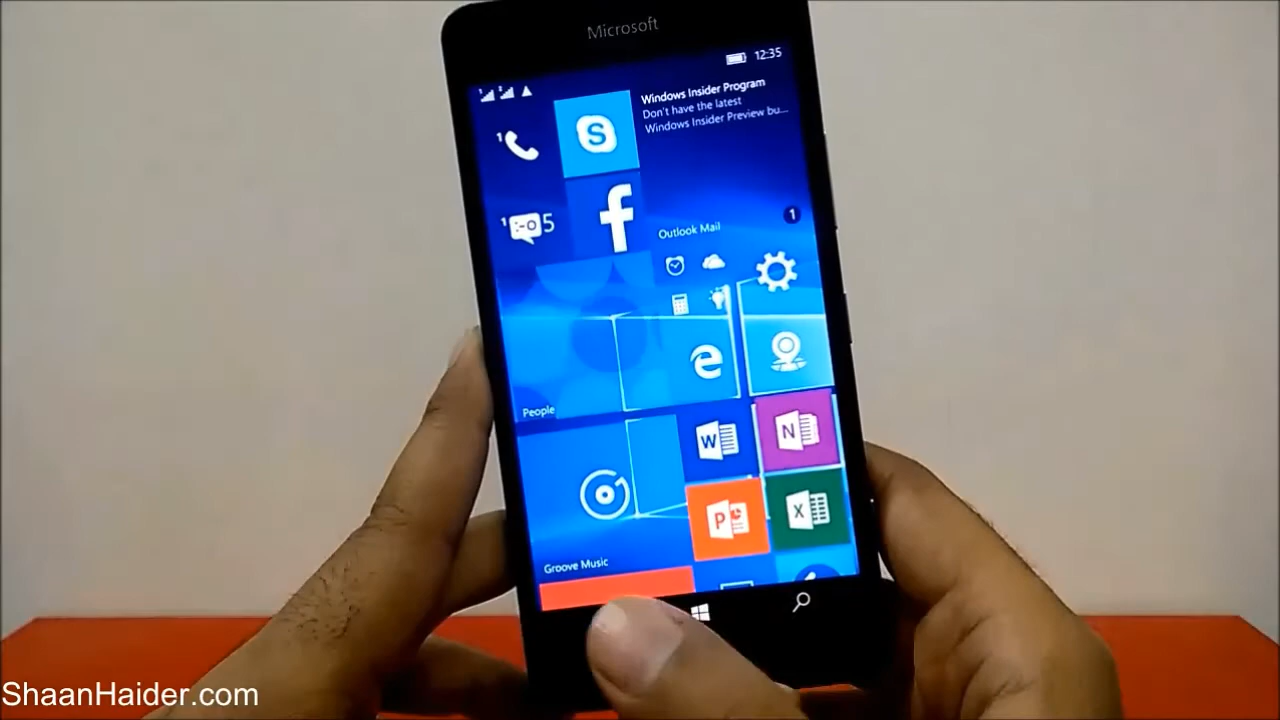 Microsoft
12:35
Windows Insider Program
Don't have the latest
Windows Insider Preview bu...
1
1
5
1
Outlook Mail
People
Groove Music
ShaanHaider.com